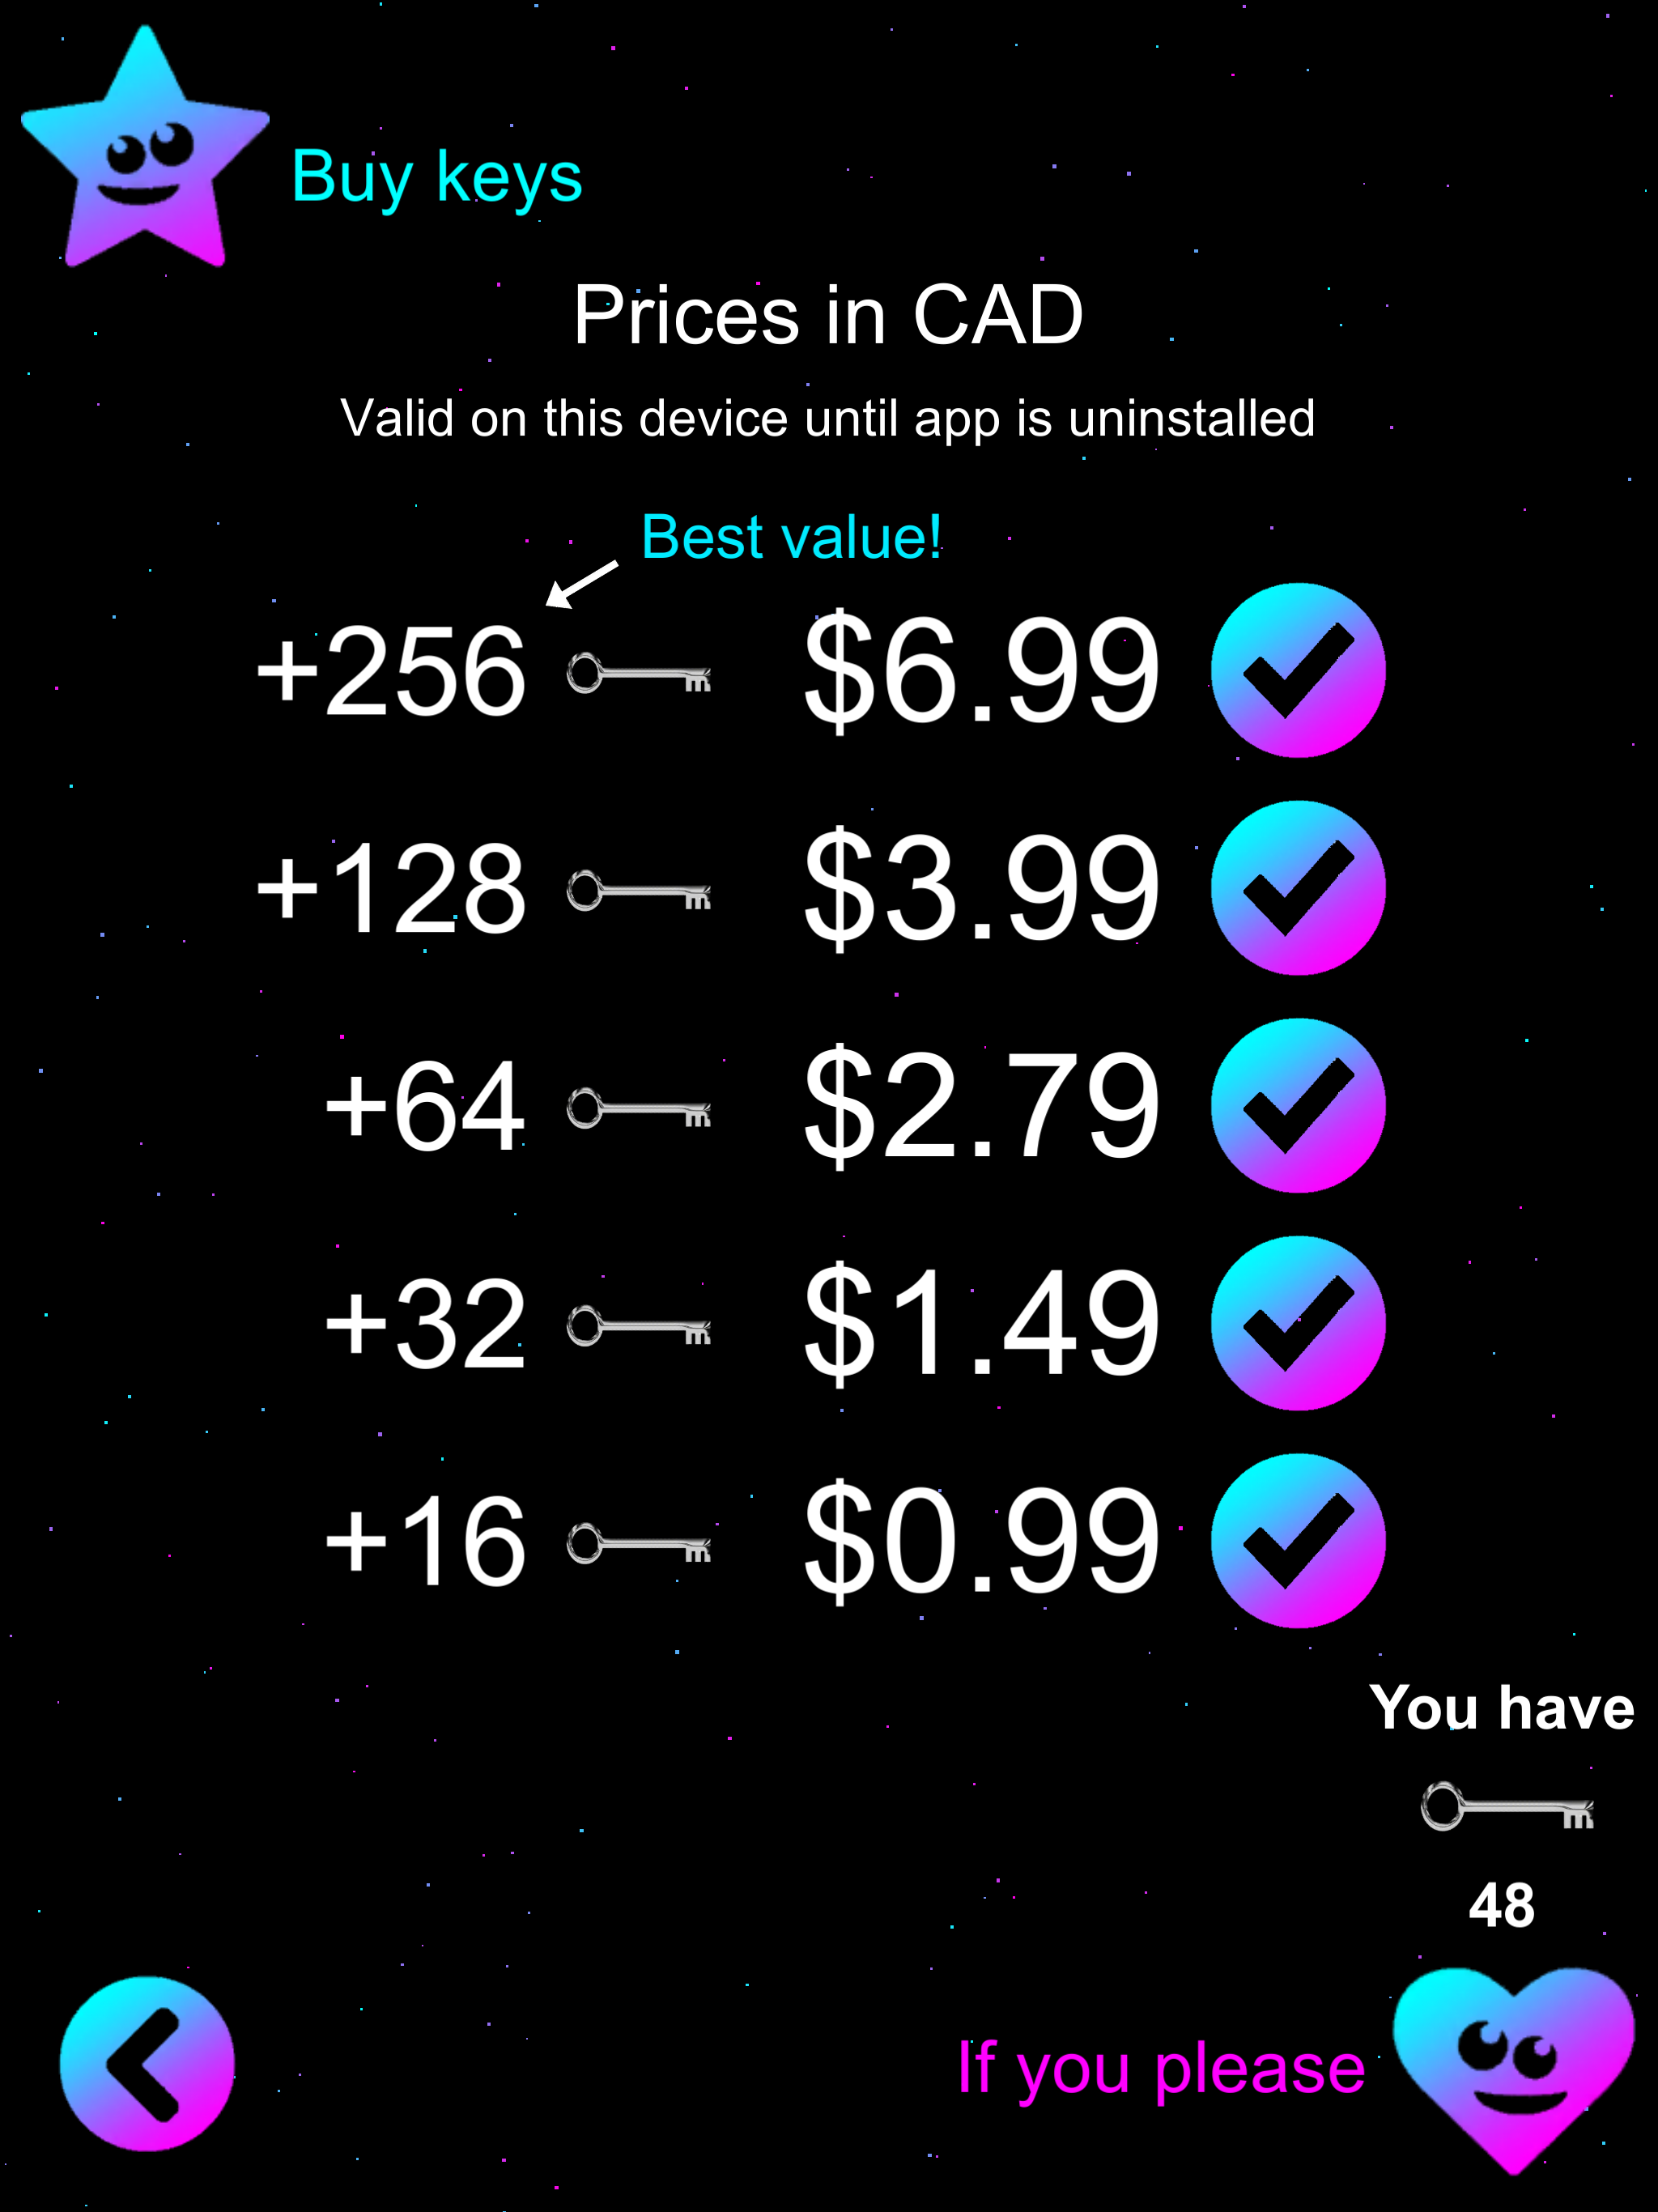 Buy keys
Prices in CAD
Valid on this device until app is uninstalled
Best value!
+256 $6.99
+128 $3.99
+64 $2.79
+32 $1.49
+16 $0.99
You have
48
If you please